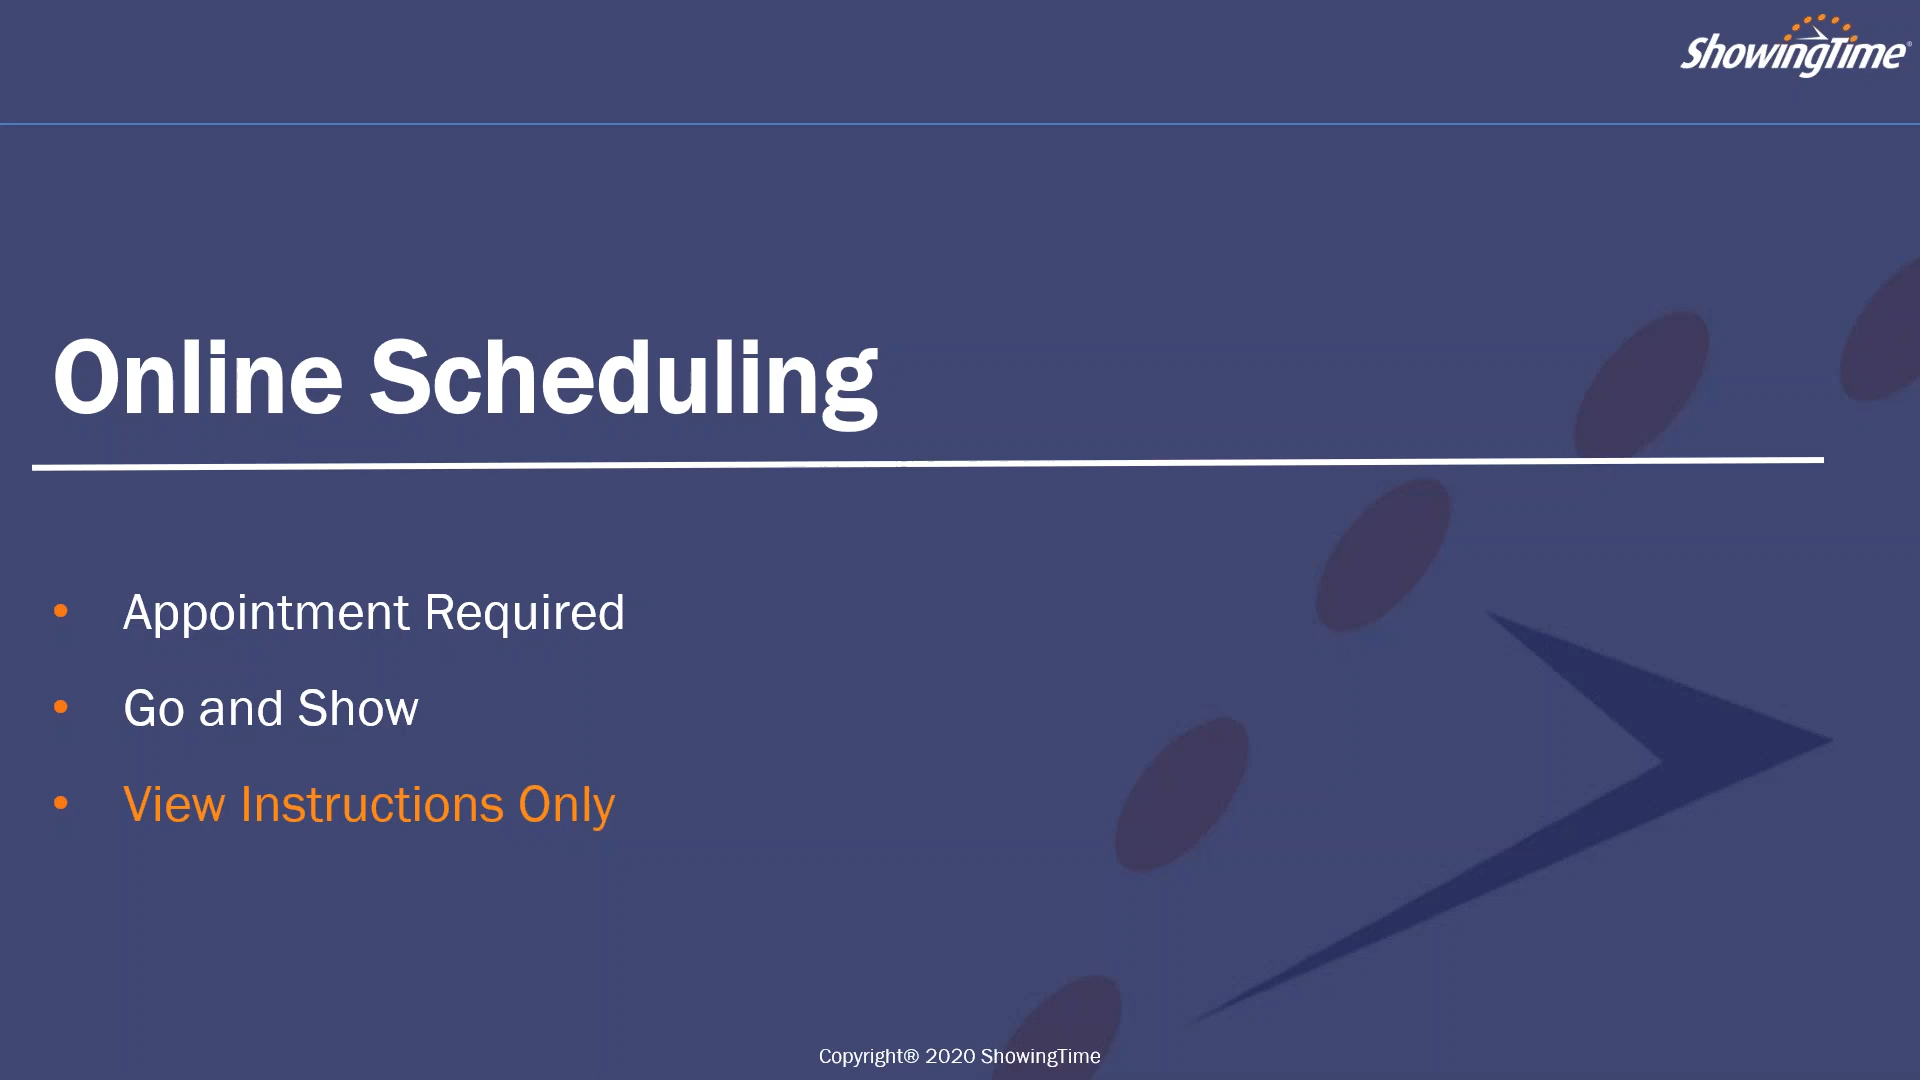 ShowingTime®
Online Scheduling
• Appointment Required
• Go and Show
• View Instructions Only
Copyright® 2020 ShowingTime